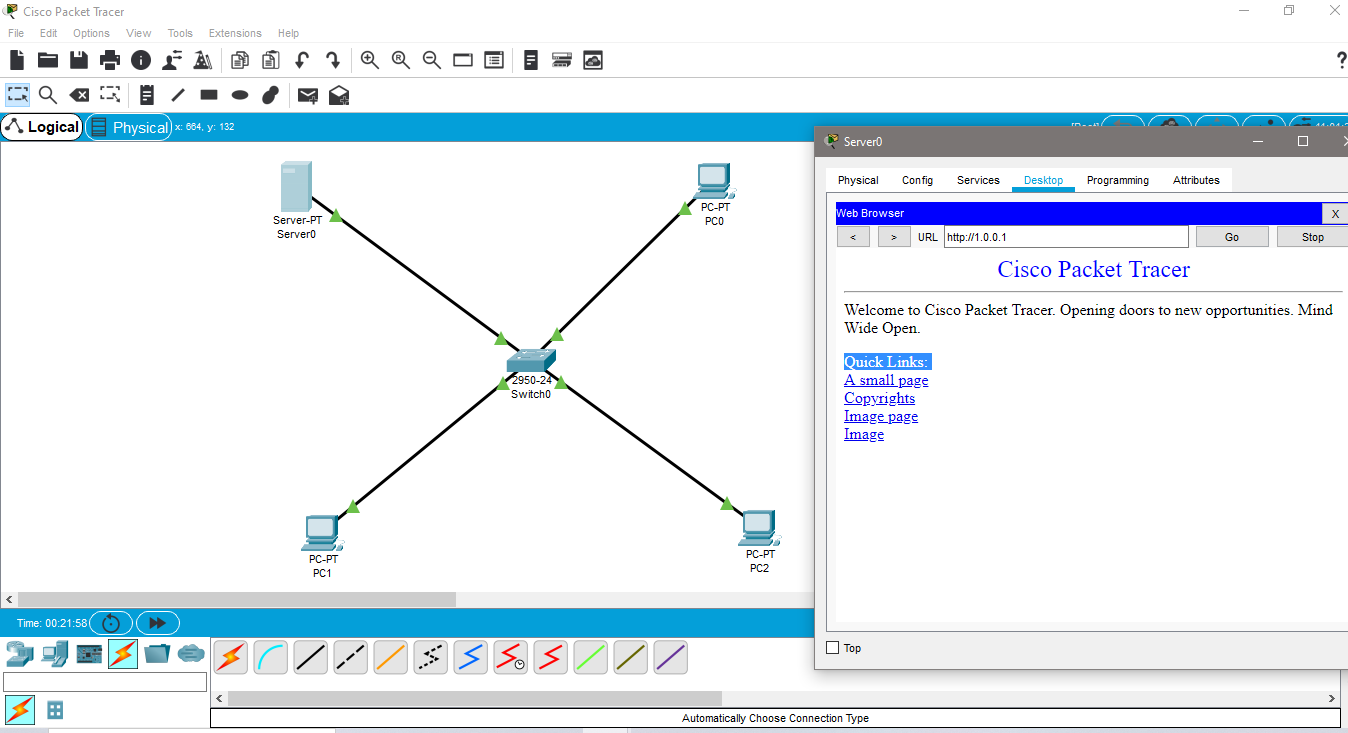 Cisco Packet Tracer
File Edit Options View Tools Extensions Help
?
Logical Physical x: 664, y: 132
Server0
Physical Config Services Desktop Programming Attributes
Web Browser X
< > URL http://1.0.0.1 Go Stop
Cisco Packet Tracer
Welcome to Cisco Packet Tracer. Opening doors to new opportunities. Mind
Wide Open.
Quick Links:
A small page
Copyrights
Image page
Image
Top
Server-PT
Server0
PC-PT
PC0
2950-24
Switch0
PC-PT
PC1
PC-PT
PC2
Time: 00:21:58
Automatically Choose Connection Type